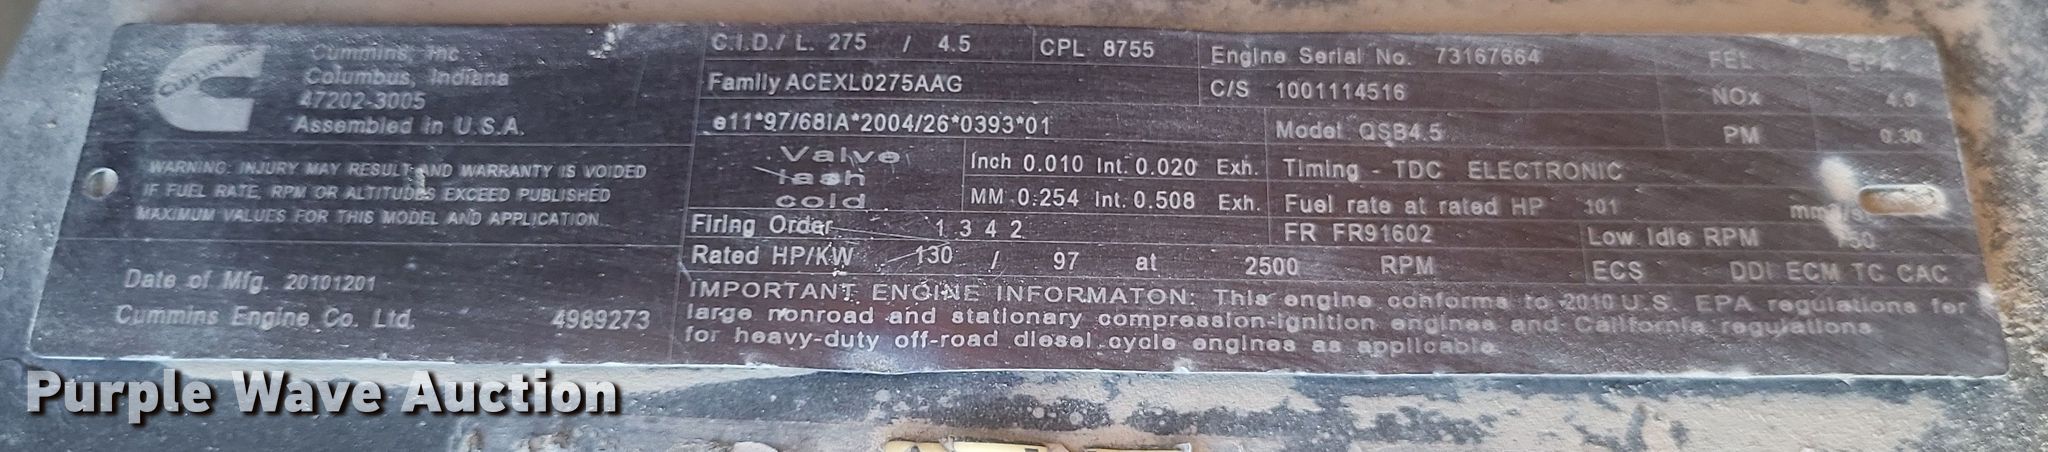 Cummins
Cummins, Inc
Columbus, Indiana
47202-3005
Assembled in U.S.A.
WARNING: INJURY MAY RESULT AND WARRANTY IS VOIDED
IF FUEL RATE, RPM OR ALTITUDES EXCEED PUBLISHED
MAXIMUM VALUES FOR THIS MODEL AND APPLICATION.
Date of Mfg. 20101201
Cummins Engine Co. Ltd. 4989273
C.I.D./ L. 275 / 4.5 CPL 8755
Family ACEXL0275AAG
e11*97/68IA*2004/26*0393*01
Valve lash cold
Inch 0.010 Int. 0.020 Exh.
MM 0.254 Int. 0.508 Exh.
Firing Order 1 3 4 2
Rated HP/KW 130 / 97 at 2500 RPM
Engine Serial No. 73167664
C/S 1001114516
Model QSB4.5
FEL EPA
NOx
PM 0.30
Timing - TDC ELECTRONIC
Fuel rate at rated HP 101
FR FR91602
Low Idle RPM
ECS DDI ECM TC CAC
IMPORTANT ENGINE INFORMATON: This engine conforms to 2010 U.S. EPA regulations for
large nonroad and stationary compression-ignition engines and California regulations
for heavy-duty off-road diesel cycle engines as applicable
Purple Wave Auction